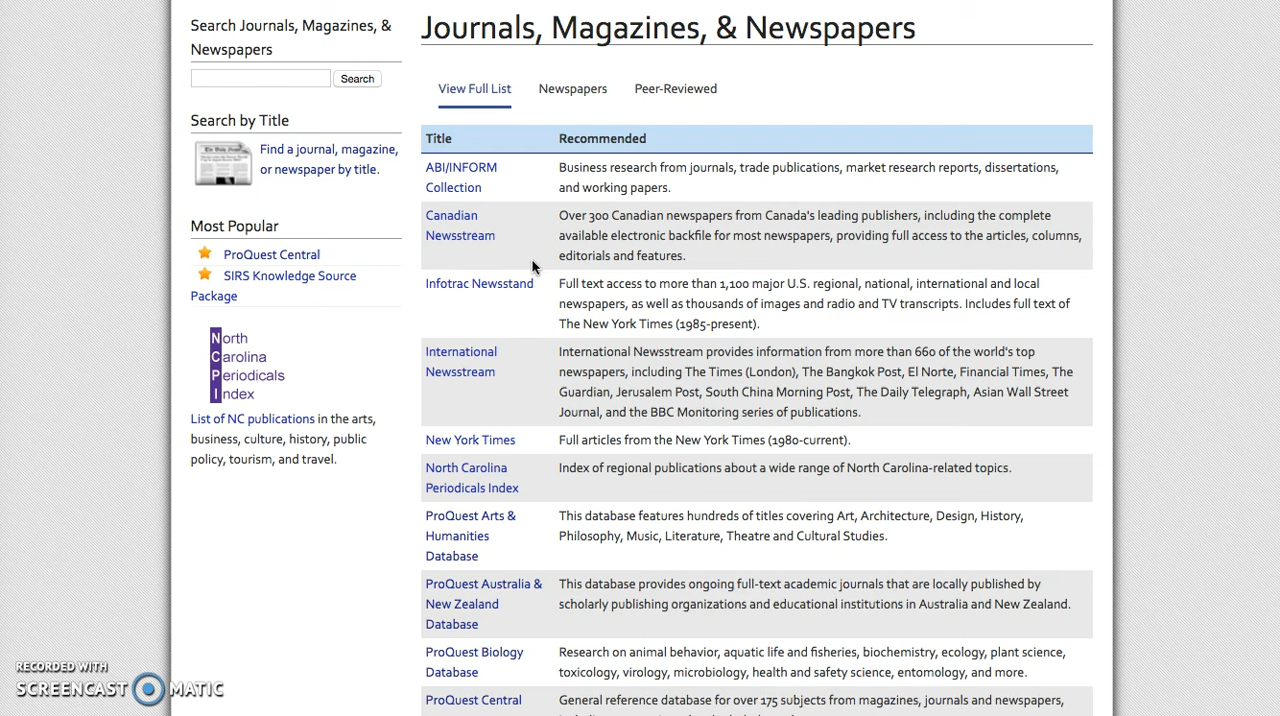 Search Journals, Magazines, &
Newspapers
Search
Search by Title
Find a journal, magazine,
or newspaper by title.
Most Popular
ProQuest Central
SIRS Knowledge Source
Package
North
Carolina
Periodicals
Index
List of NC publications in the arts,
business, culture, history, public
policy, tourism, and travel.
Journals, Magazines, & Newspapers
View Full List Newspapers Peer-Reviewed
Title Recommended
ABI/INFORM Business research from journals, trade publications, market research reports, dissertations,
Collection and working papers.
Canadian Over 300 Canadian newspapers from Canada's leading publishers, including the complete
Newsstream available electronic backfile for most newspapers, providing full access to the articles, columns,
editorials and features.
Infotrac Newsstand Full text access to more than 1,100 major U.S. regional, national, international and local
newspapers, as well as thousands of images and radio and TV transcripts. Includes full text of
The New York Times (1985-present).
International International Newsstream provides information from more than 660 of the world's top
Newsstream newspapers, including The Times (London), The Bangkok Post, El Norte, Financial Times, The
Guardian, Jerusalem Post, South China Morning Post, The Daily Telegraph, Asian Wall Street
Journal, and the BBC Monitoring series of publications.
New York Times Full articles from the New York Times (1980-current).
North Carolina Index of regional publications about a wide range of North Carolina-related topics.
Periodicals Index
ProQuest Arts & This database features hundreds of titles covering Art, Architecture, Design, History,
Humanities Philosophy, Music, Literature, Theatre and Cultural Studies.
Database
ProQuest Australia & This database provides ongoing full-text academic journals that are locally published by
New Zealand scholarly publishing organizations and educational institutions in Australia and New Zealand.
Database
ProQuest Biology Research on animal behavior, aquatic life and fisheries, biochemistry, ecology, plant science,
Database toxicology, virology, microbiology, health and safety science, entomology, and more.
ProQuest Central General reference database for over 175 subjects from magazines, journals and newspapers,
RECORDED WITH
SCREENCAST MATIC